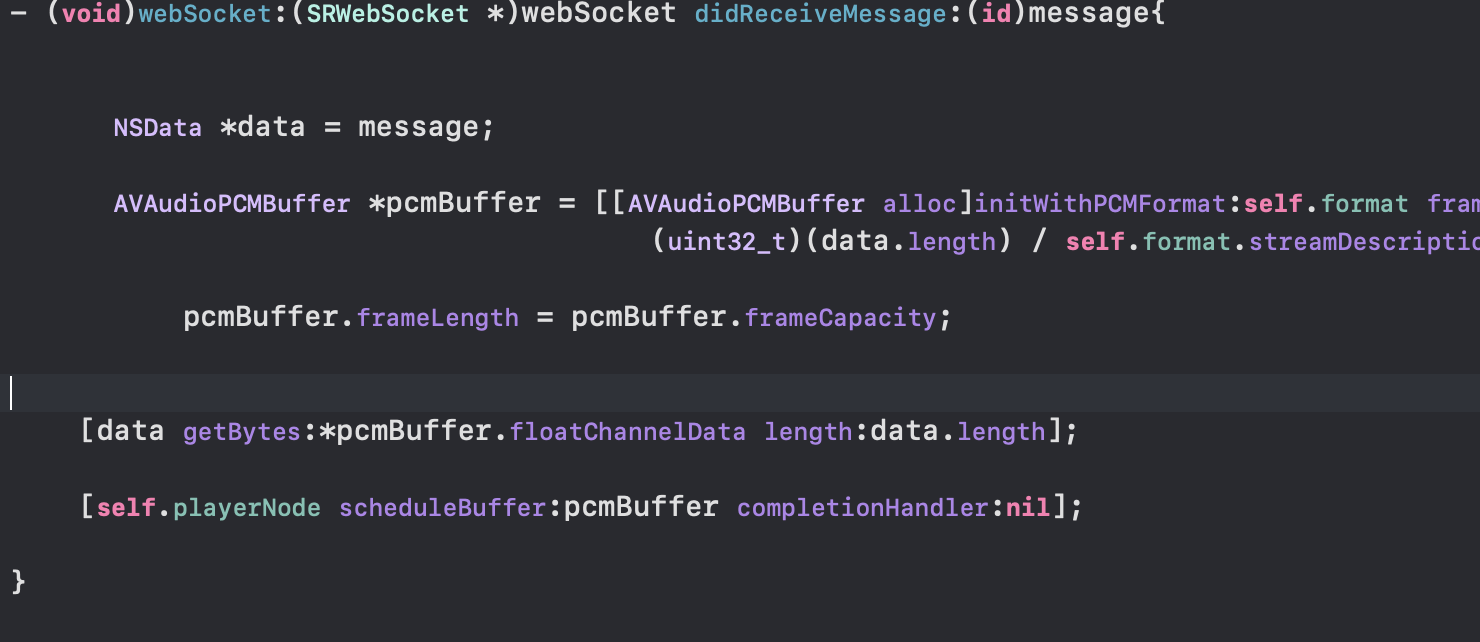 - (void)webSocket:(SRWebSocket *)webSocket didReceiveMessage:(id)message{
NSData *data = message;
AVAudioPCMBuffer *pcmBuffer = [[AVAudioPCMBuffer alloc]initWithPCMFormat:self.format fram
(uint32_t)(data.length) / self.format.streamDescriptio
pcmBuffer.frameLength = pcmBuffer.frameCapacity;
[data getBytes:*pcmBuffer.floatChannelData length:data.length];
[self.playerNode scheduleBuffer:pcmBuffer completionHandler:nil];
}